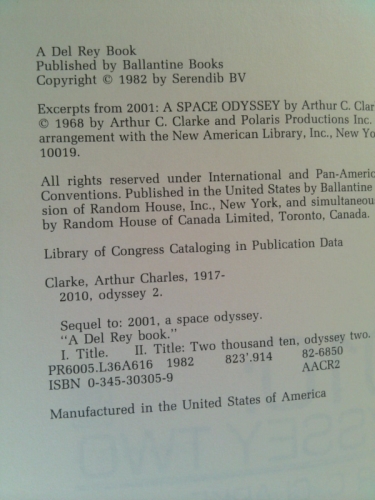 A Del Rey Book
Published by Ballantine Books
Copyright © 1982 by Serendib BV
Excerpts from 2001: A SPACE ODYSSEY by Arthur C. Clar
© 1968 by Arthur C. Clarke and Polaris Productions Inc.
arrangement with the New American Library, Inc., New Yo
10019.
All rights reserved under International and Pan-Americ
Conventions. Published in the United States by Ballantine
sion of Random House, Inc., New York, and simultaneou
by Random House of Canada Limited, Toronto, Canada.
Library of Congress Cataloging in Publication Data
Clarke, Arthur Charles, 1917-
2010, odyssey 2.
Sequel to: 2001, a space odyssey.
"A Del Rey book."
I. Title. II. Title: Two thousand ten, odyssey two.
PR6005.L36A616 1982 823'.914 82-6850
ISBN 0-345-30305-9 AACR2
Manufactured in the United States of America